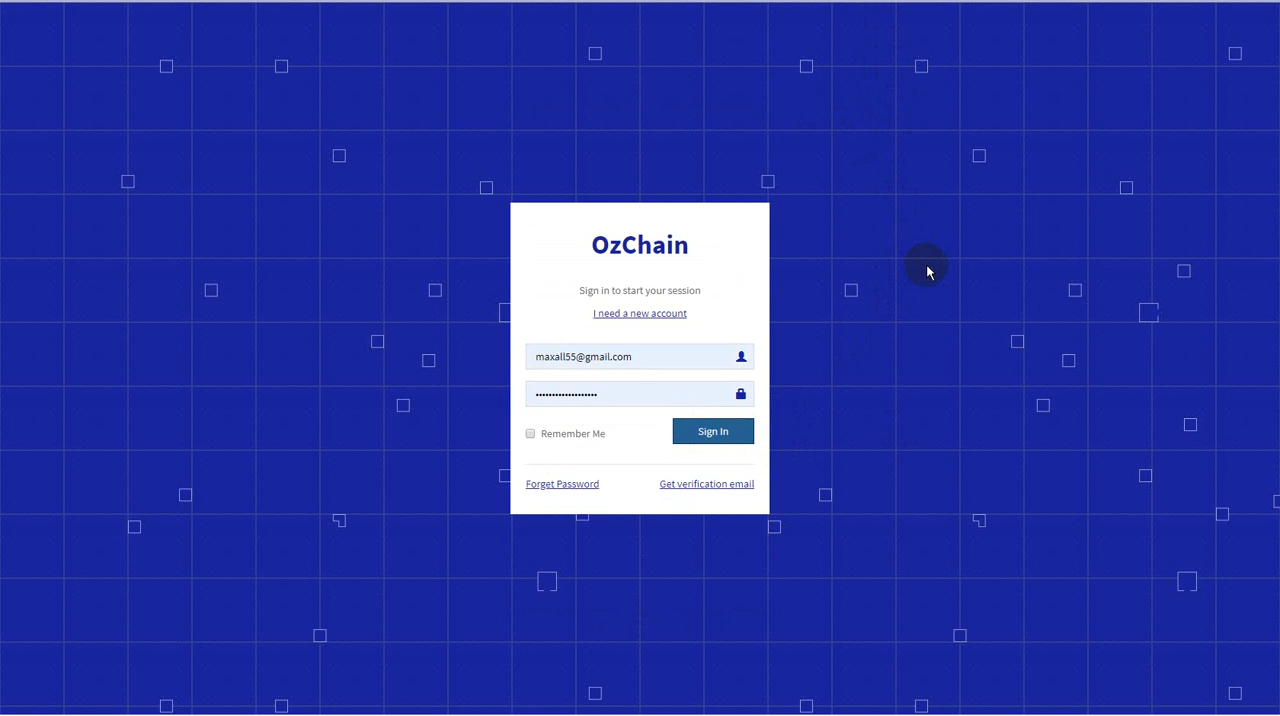 OzChain
Sign in to start your session
I need a new account
maxall55@gmail.com
•••••••••••••••••••
Remember Me
Sign In
Forget Password
Get verification email